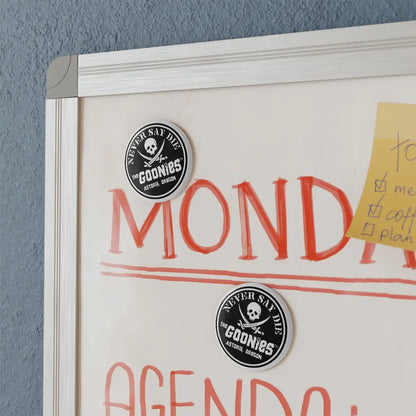 NEVER SAY DIE
THE GOONIES
ASTORIA, OREGON
TO
me
MONDA
coff
plan
NEVER SAY DIE
THE GOONIES
ASTORIA, OREGON
AGENDA